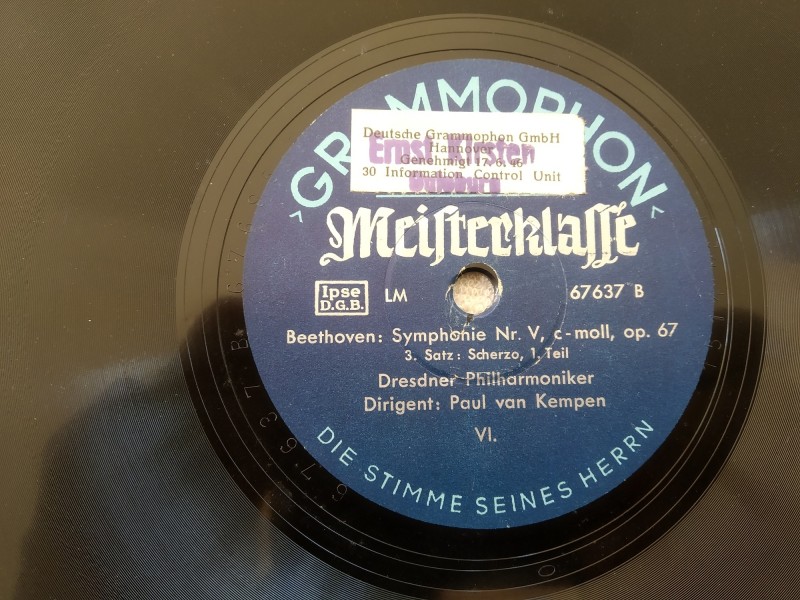 >GRAMMOPHON<
Deutsche Grammophon GmbH
Hannover
Genehmigt 17. 6. 46
30 Information Control Unit
Ernst
Meisterklasse
Ipse
D.G.B.
LM
67637 B
Beethoven: Symphonie Nr. V, c-moll, op. 67
3. Satz: Scherzo, 1. Teil
Dresdner Philharmoniker
Dirigent: Paul van Kempen
VI.
DIE STIMME SEINES HERRN